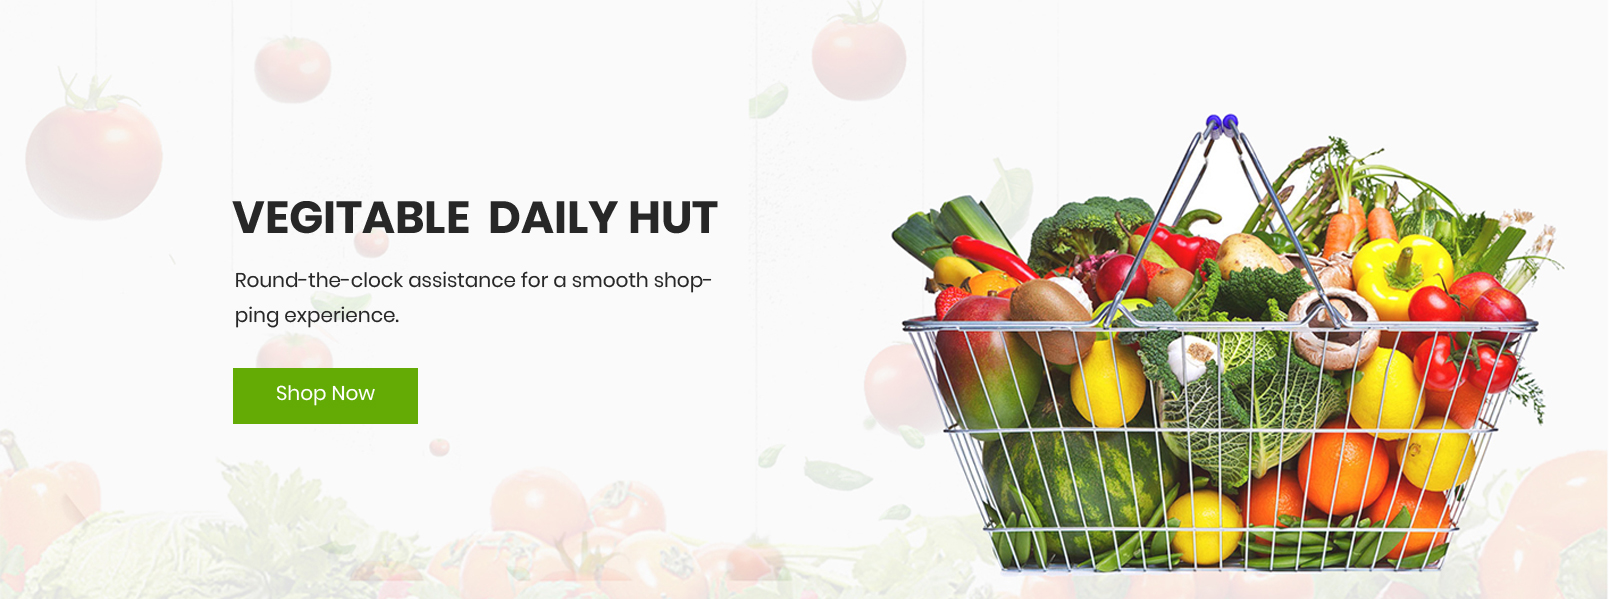 VEGITABLE DAILY HUT
Round-the-clock assistance for a smooth shop-
ping experience.
Shop Now